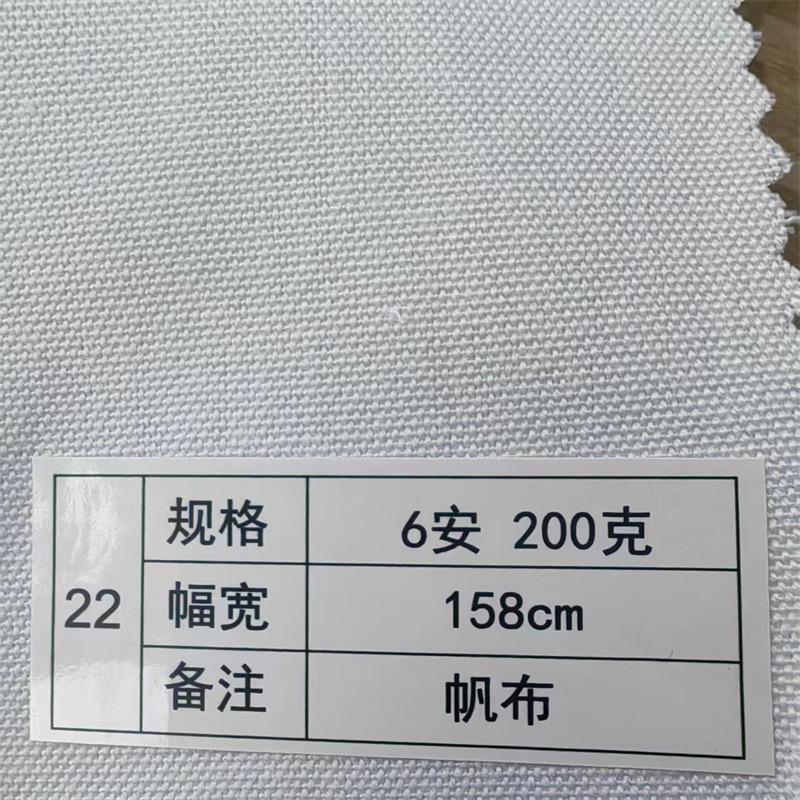 22
规格 6安 200克
幅宽 158cm
备注 帆布